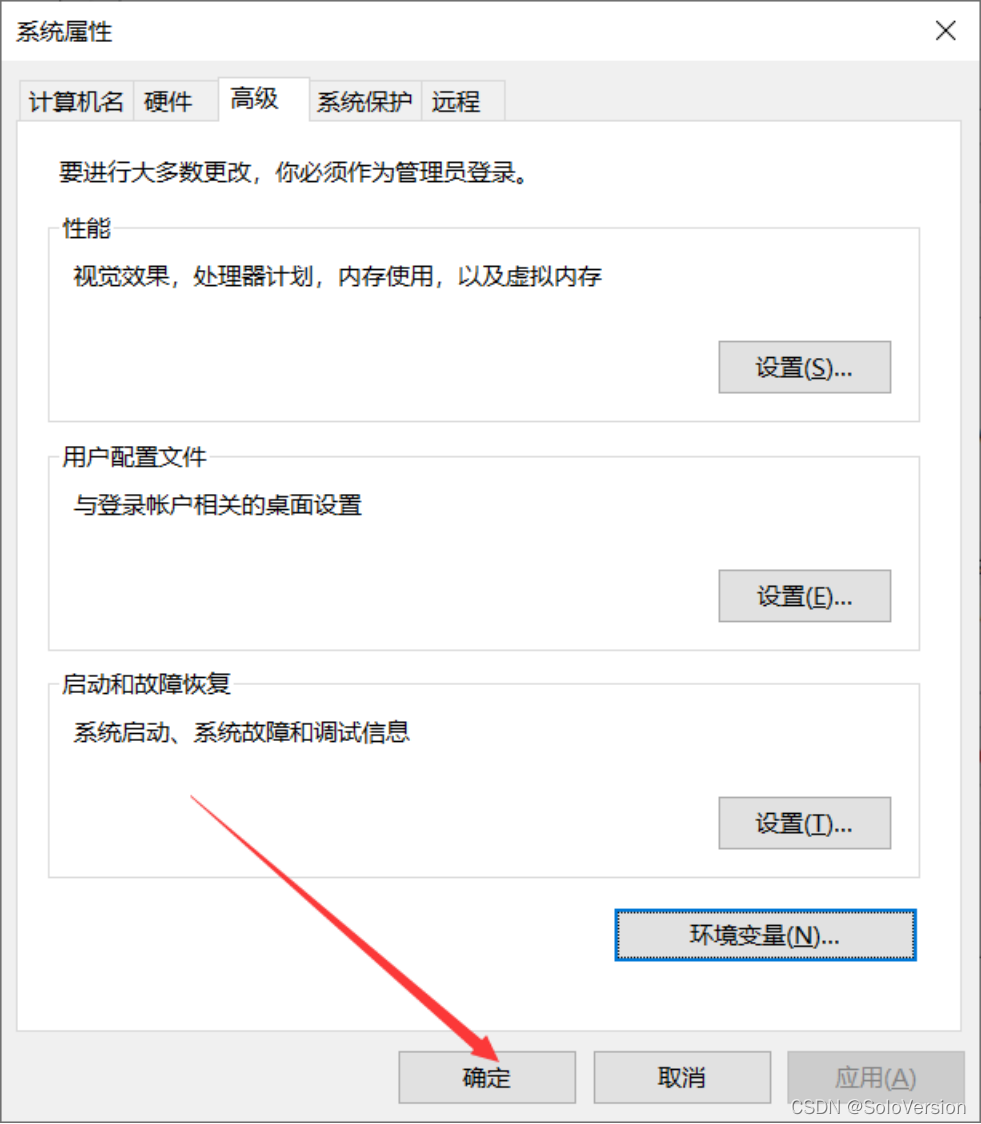 系统属性
计算机名 硬件 高级 系统保护 远程
要进行大多数更改，你必须作为管理员登录。
性能
视觉效果，处理器计划，内存使用，以及虚拟内存
设置(S)...
用户配置文件
与登录帐户相关的桌面设置
设置(E)...
启动和故障恢复
系统启动、系统故障和调试信息
设置(T)...
环境变量(N)...
确定 取消 应用(A)
CSDN @SoloVersion